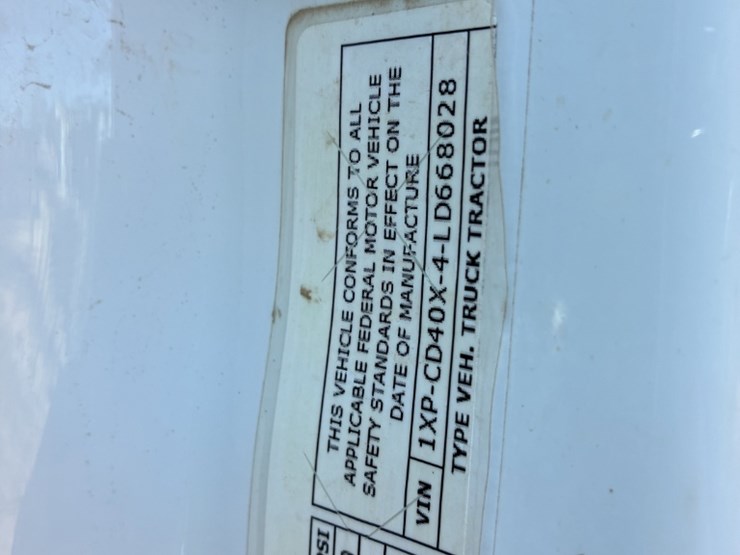 THIS VEHICLE CONFORMS TO ALL
APPLICABLE FEDERAL MOTOR VEHICLE
SAFETY STANDARDS IN EFFECT ON THE
DATE OF MANUFACTURE
VIN 1XP-CD40X-4-LD668028
TYPE VEH. TRUCK TRACTOR